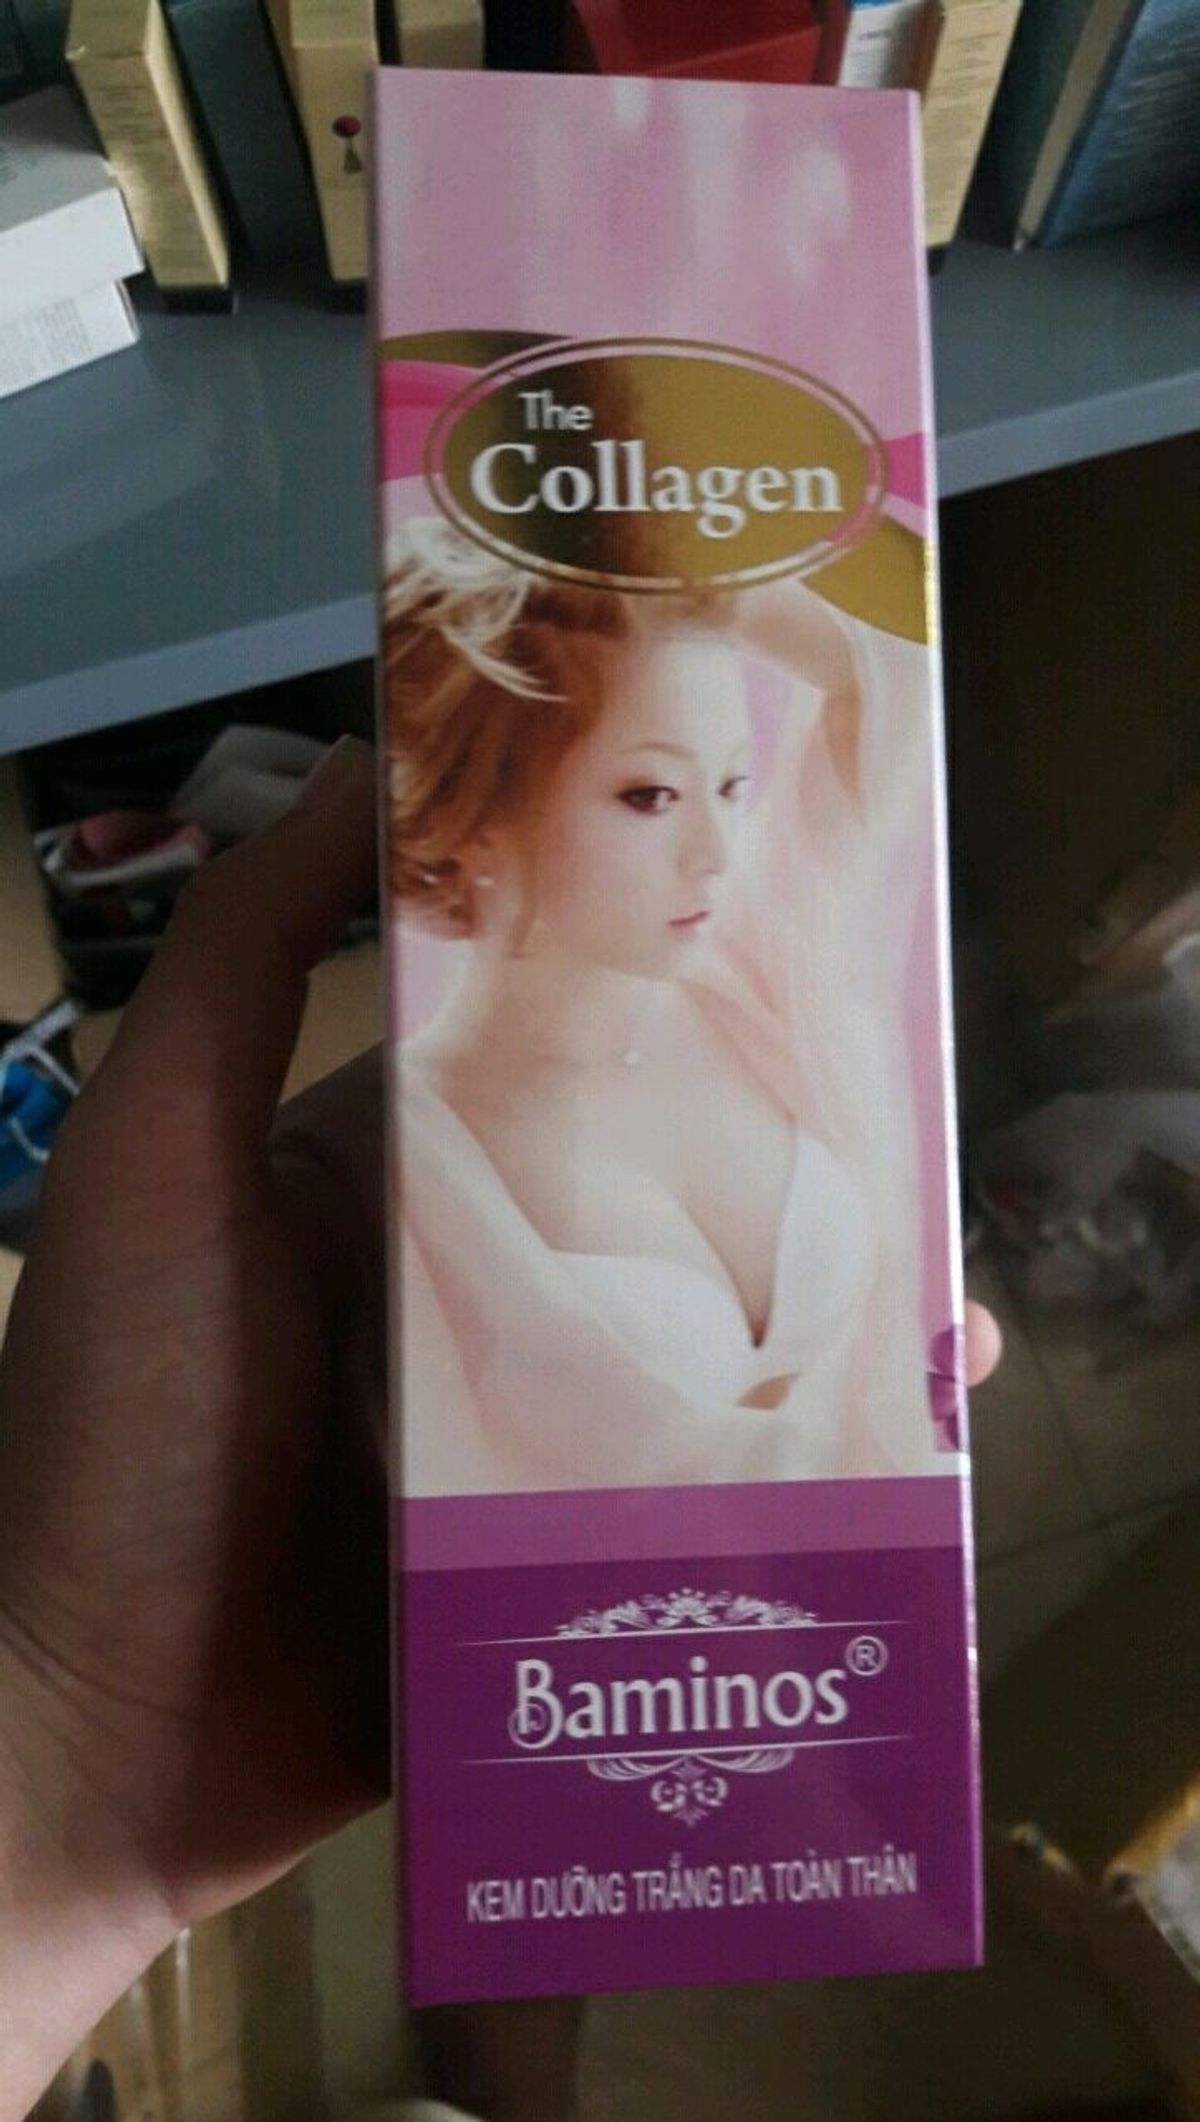 The
Collagen
Baminos®
KEM DƯỠNG TRẮNG DA TOÀN THÂN